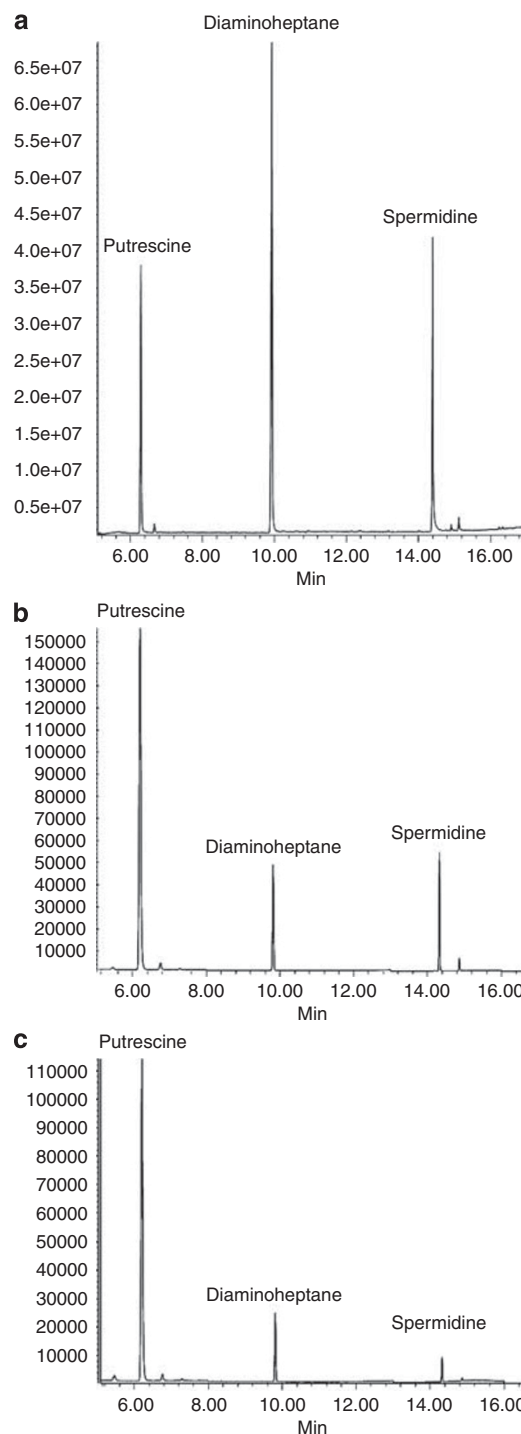 a
Diaminoheptane
6.5e+07
6.0e+07
5.5e+07
5.0e+07
4.5e+07
Spermidine
4.0e+07
Putrescine
3.5e+07
3.0e+07
2.5e+07
2.0e+07
1.5e+07
1.0e+07
0.5e+07
6.00 8.00 10.00 12.00 14.00 16.00
Min
b
Putrescine
150000
140000
130000
120000
110000
100000
90000
80000
70000
60000
Diaminoheptane Spermidine
50000
40000
30000
20000
10000
6.00 8.00 10.00 12.00 14.00 16.00
Min
c
Putrescine
110000
100000
90000
80000
70000
60000
50000
40000
Diaminoheptane
30000
Spermidine
20000
10000
6.00 8.00 10.00 12.00 14.00 16.00
Min